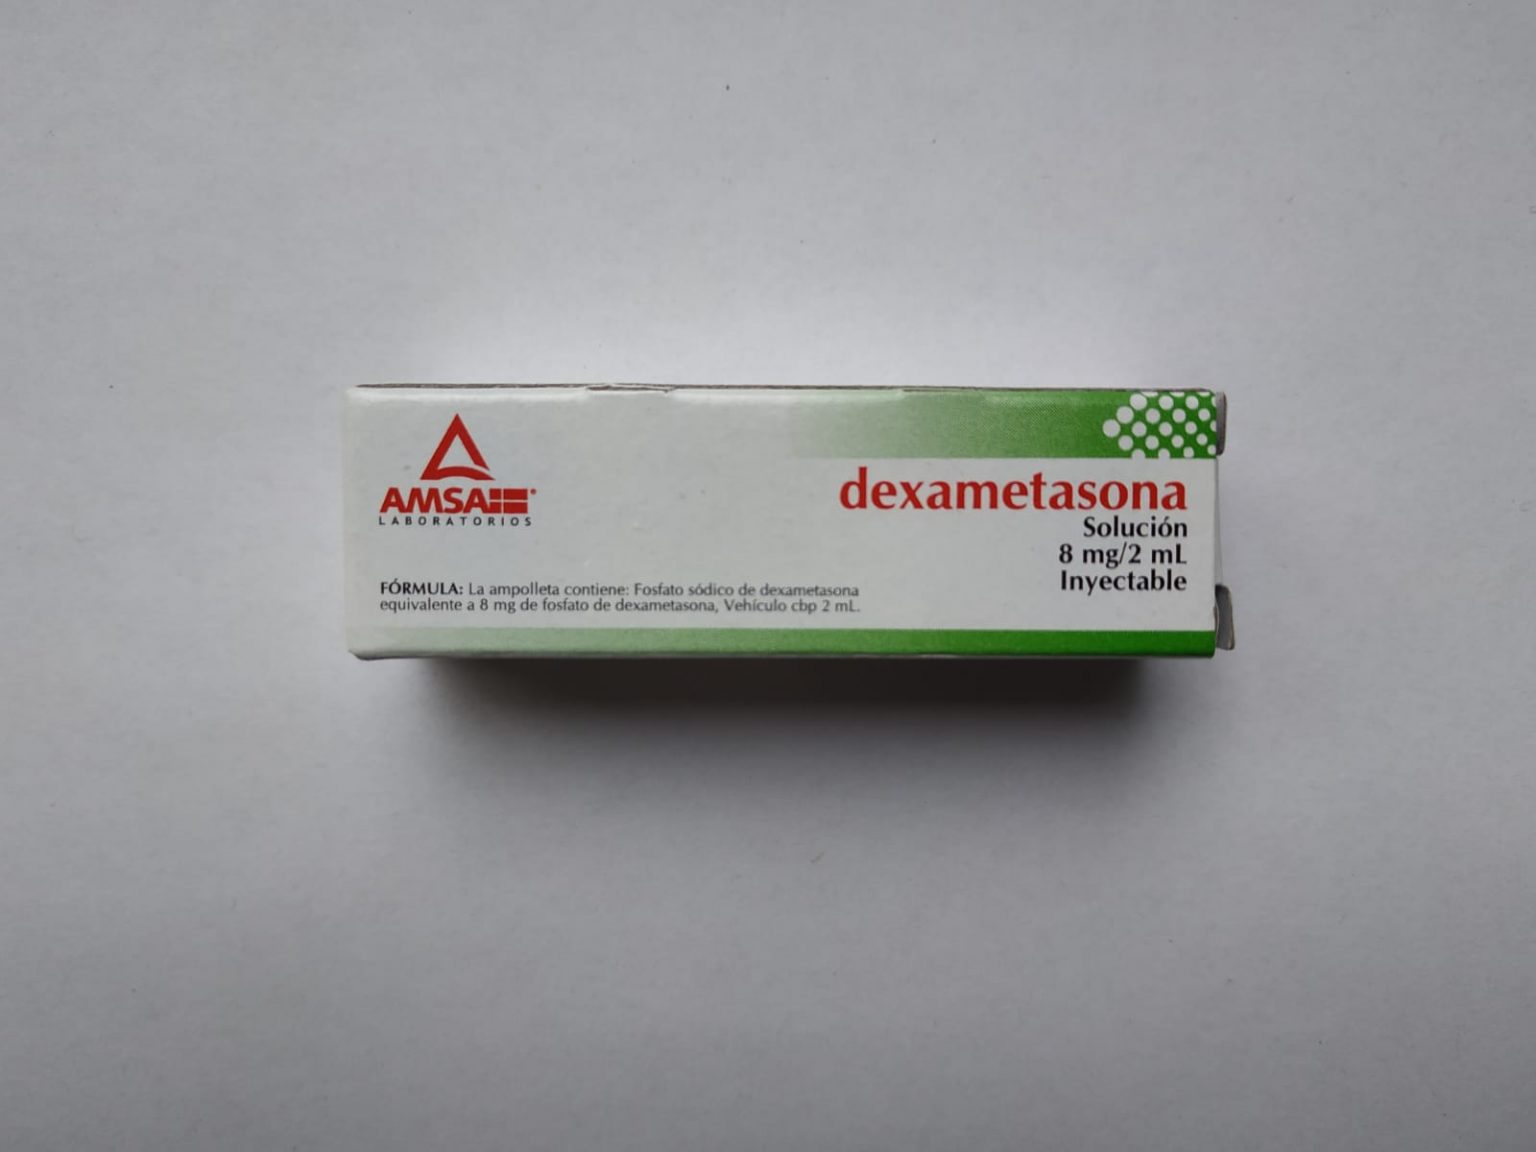 AMSA
LABORATORIOS
dexametasona
Solución
8 mg/2 mL
Inyectable
FÓRMULA: La ampolleta contiene: Fosfato sódico de dexametasona
equivalente a 8 mg de fosfato de dexametasona, Vehículo cbp 2 mL.